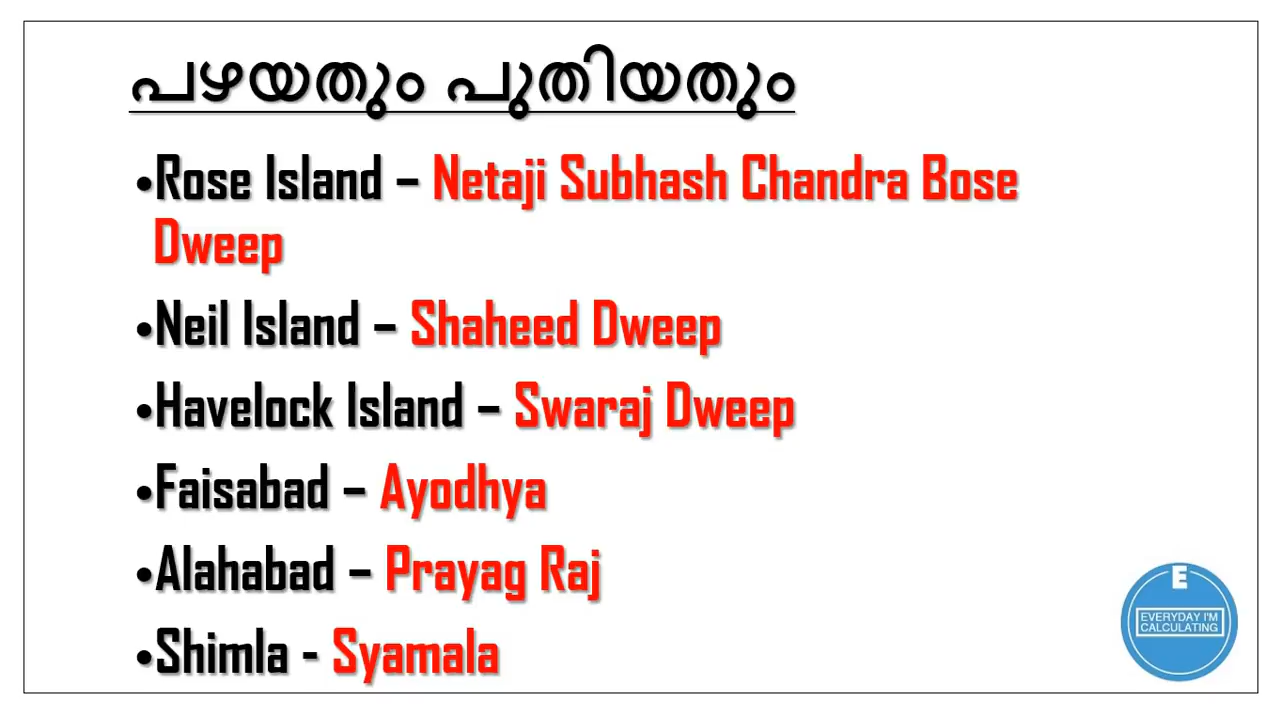 പഴയതും പുതിയതും
•Rose Island – Netaji Subhash Chandra Bose
Dweep
•Neil Island – Shaheed Dweep
•Havelock Island – Swaraj Dweep
•Faisabad – Ayodhya
•Alahabad – Prayag Raj
•Shimla - Syamala
E
EVERYDAY I'M
CALCULATING